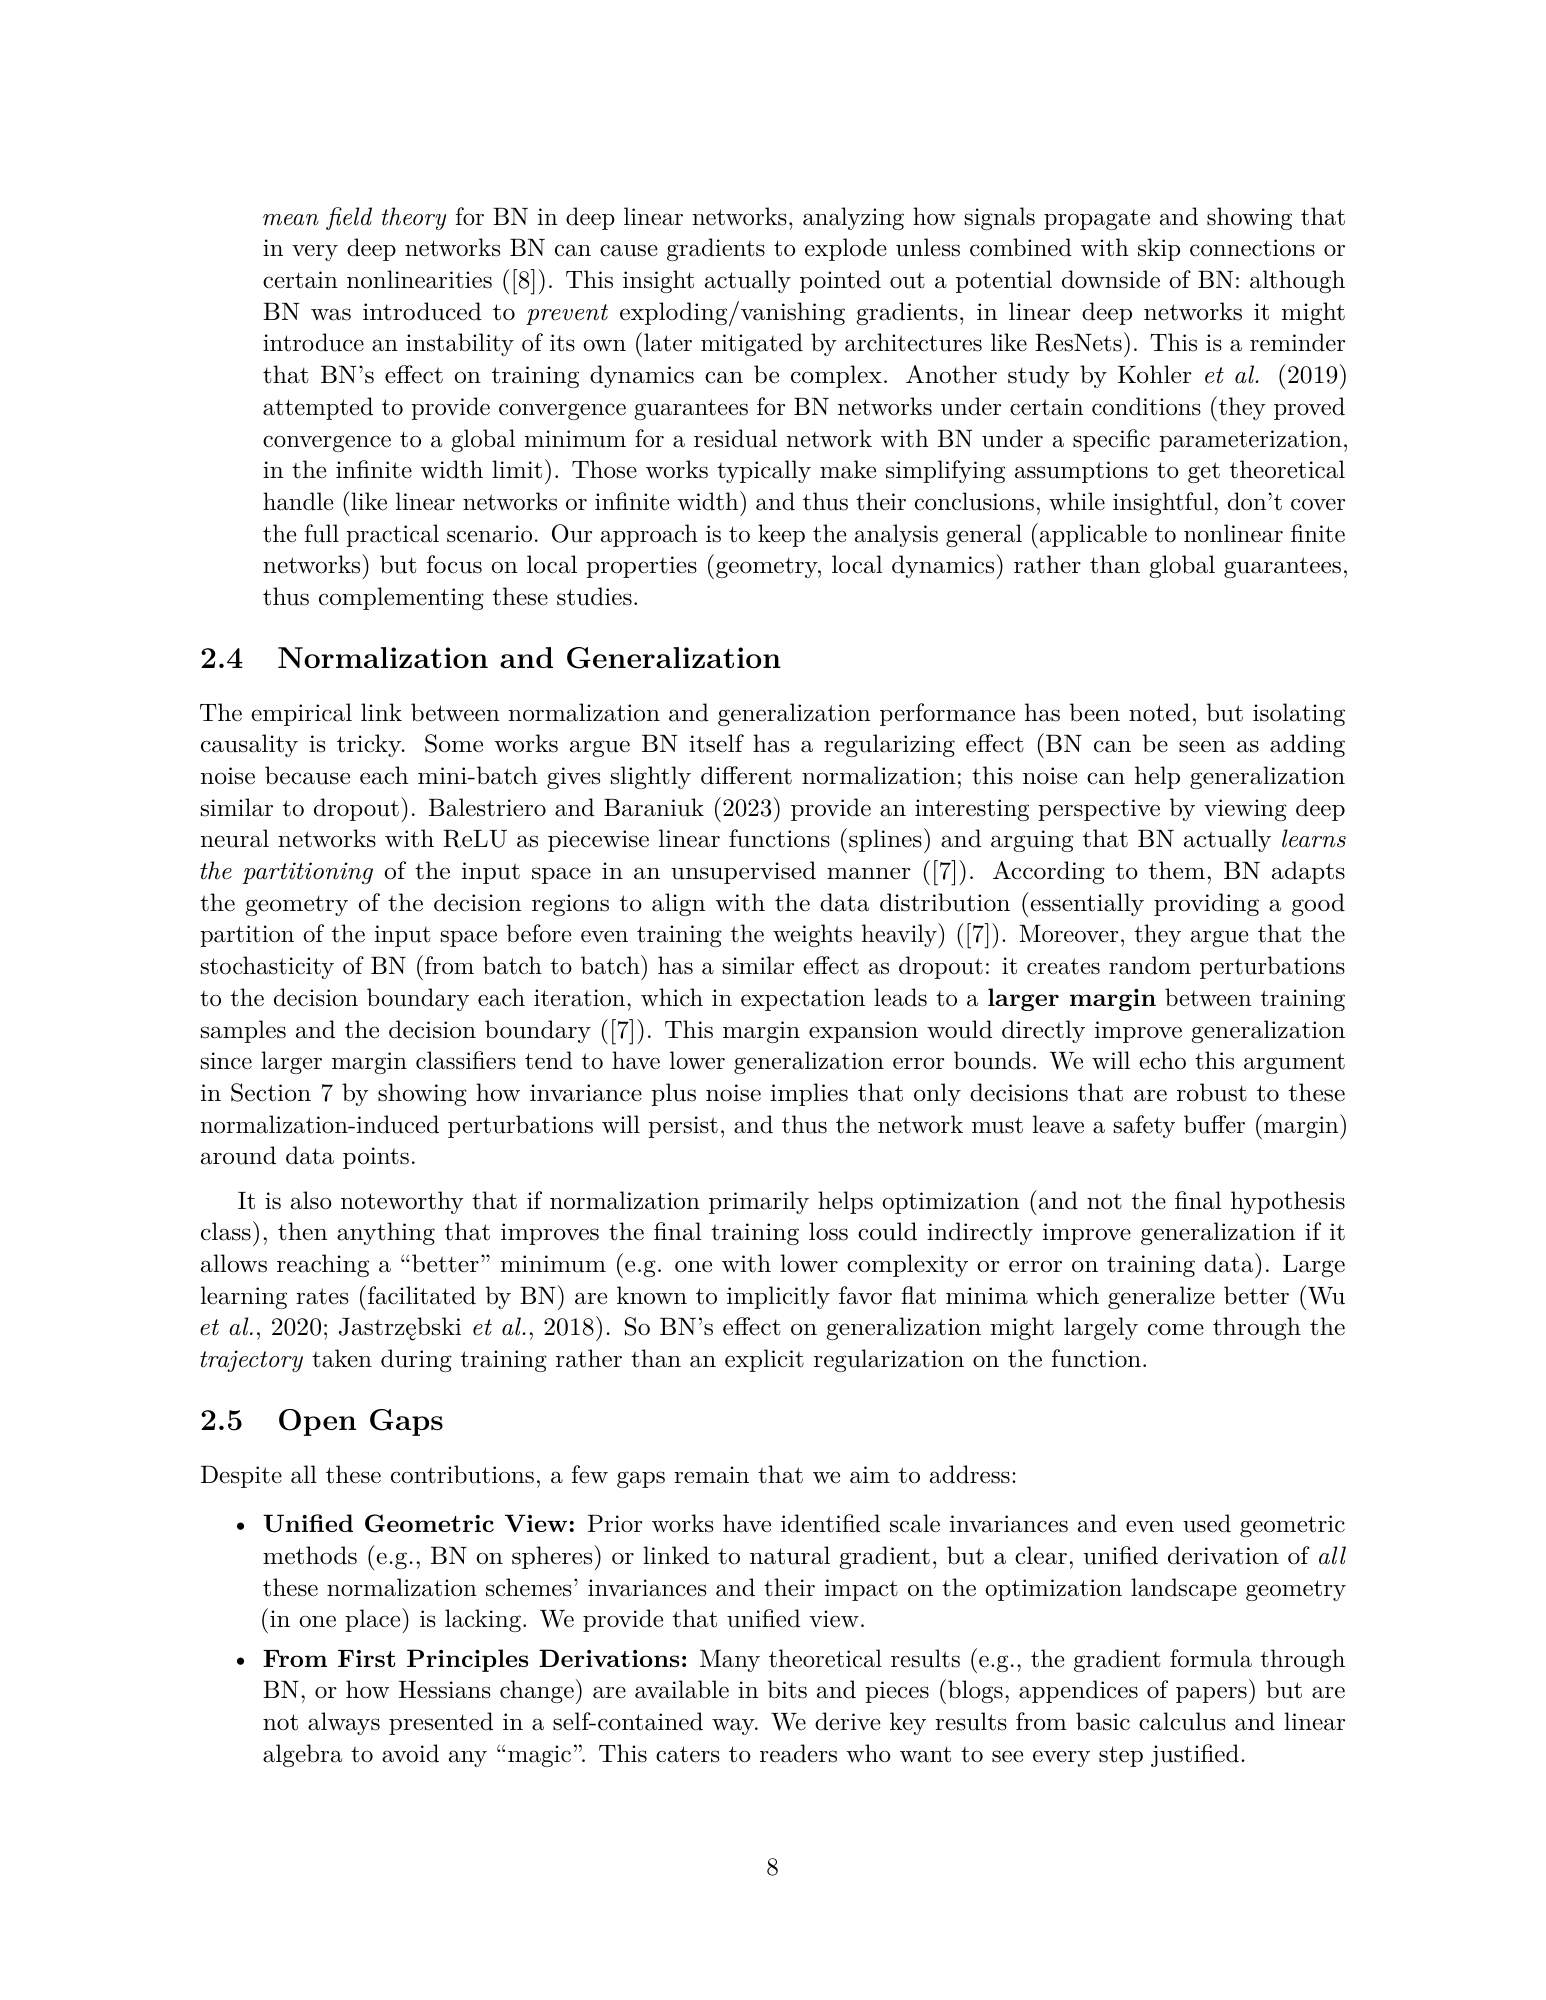 mean field theory for BN in deep linear networks, analyzing how signals propagate and showing that
in very deep networks BN can cause gradients to explode unless combined with skip connections or
certain nonlinearities ([8]). This insight actually pointed out a potential downside of BN: although
BN was introduced to prevent exploding/vanishing gradients, in linear deep networks it might
introduce an instability of its own (later mitigated by architectures like ResNets). This is a reminder
that BN’s effect on training dynamics can be complex. Another study by Kohler et al. (2019)
attempted to provide convergence guarantees for BN networks under certain conditions (they proved
convergence to a global minimum for a residual network with BN under a specific parameterization,
in the infinite width limit). Those works typically make simplifying assumptions to get theoretical
handle (like linear networks or infinite width) and thus their conclusions, while insightful, don’t cover
the full practical scenario. Our approach is to keep the analysis general (applicable to nonlinear finite
networks) but focus on local properties (geometry, local dynamics) rather than global guarantees,
thus complementing these studies.
2.4 Normalization and Generalization
The empirical link between normalization and generalization performance has been noted, but isolating
causality is tricky. Some works argue BN itself has a regularizing effect (BN can be seen as adding
noise because each mini-batch gives slightly different normalization; this noise can help generalization
similar to dropout). Balestriero and Baraniuk (2023) provide an interesting perspective by viewing deep
neural networks with ReLU as piecewise linear functions (splines) and arguing that BN actually learns
the partitioning of the input space in an unsupervised manner ([7]). According to them, BN adapts
the geometry of the decision regions to align with the data distribution (essentially providing a good
partition of the input space before even training the weights heavily) ([7]). Moreover, they argue that the
stochasticity of BN (from batch to batch) has a similar effect as dropout: it creates random perturbations
to the decision boundary each iteration, which in expectation leads to a larger margin between training
samples and the decision boundary ([7]). This margin expansion would directly improve generalization
since larger margin classifiers tend to have lower generalization error bounds. We will echo this argument
in Section 7 by showing how invariance plus noise implies that only decisions that are robust to these
normalization-induced perturbations will persist, and thus the network must leave a safety buffer (margin)
around data points.
It is also noteworthy that if normalization primarily helps optimization (and not the final hypothesis
class), then anything that improves the final training loss could indirectly improve generalization if it
allows reaching a “better” minimum (e.g. one with lower complexity or error on training data). Large
learning rates (facilitated by BN) are known to implicitly favor flat minima which generalize better (Wu
et al., 2020; Jastrzębski et al., 2018). So BN’s effect on generalization might largely come through the
trajectory taken during training rather than an explicit regularization on the function.
2.5 Open Gaps
Despite all these contributions, a few gaps remain that we aim to address:
• Unified Geometric View: Prior works have identified scale invariances and even used geometric
methods (e.g., BN on spheres) or linked to natural gradient, but a clear, unified derivation of all
these normalization schemes’ invariances and their impact on the optimization landscape geometry
(in one place) is lacking. We provide that unified view.
• From First Principles Derivations: Many theoretical results (e.g., the gradient formula through
BN, or how Hessians change) are available in bits and pieces (blogs, appendices of papers) but are
not always presented in a self-contained way. We derive key results from basic calculus and linear
algebra to avoid any “magic”. This caters to readers who want to see every step justified.
8